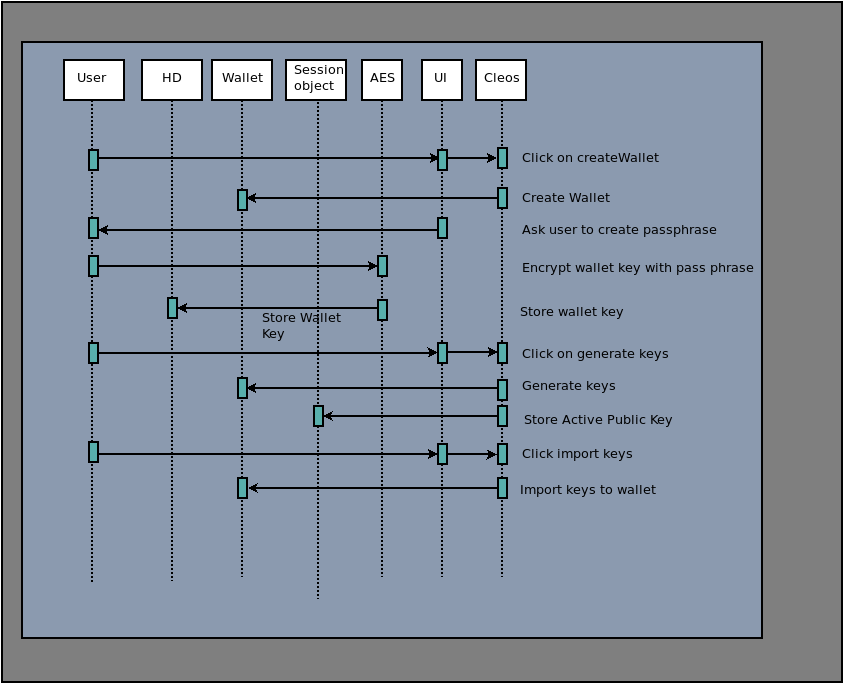 User
HD
Wallet
Session
object
AES
UI
Cleos
Click on createWallet
Create Wallet
Ask user to create passphrase
Encrypt wallet key with pass phrase
Store wallet key
Store Wallet
Key
Click on generate keys
Generate keys
Store Active Public Key
Click import keys
Import keys to wallet